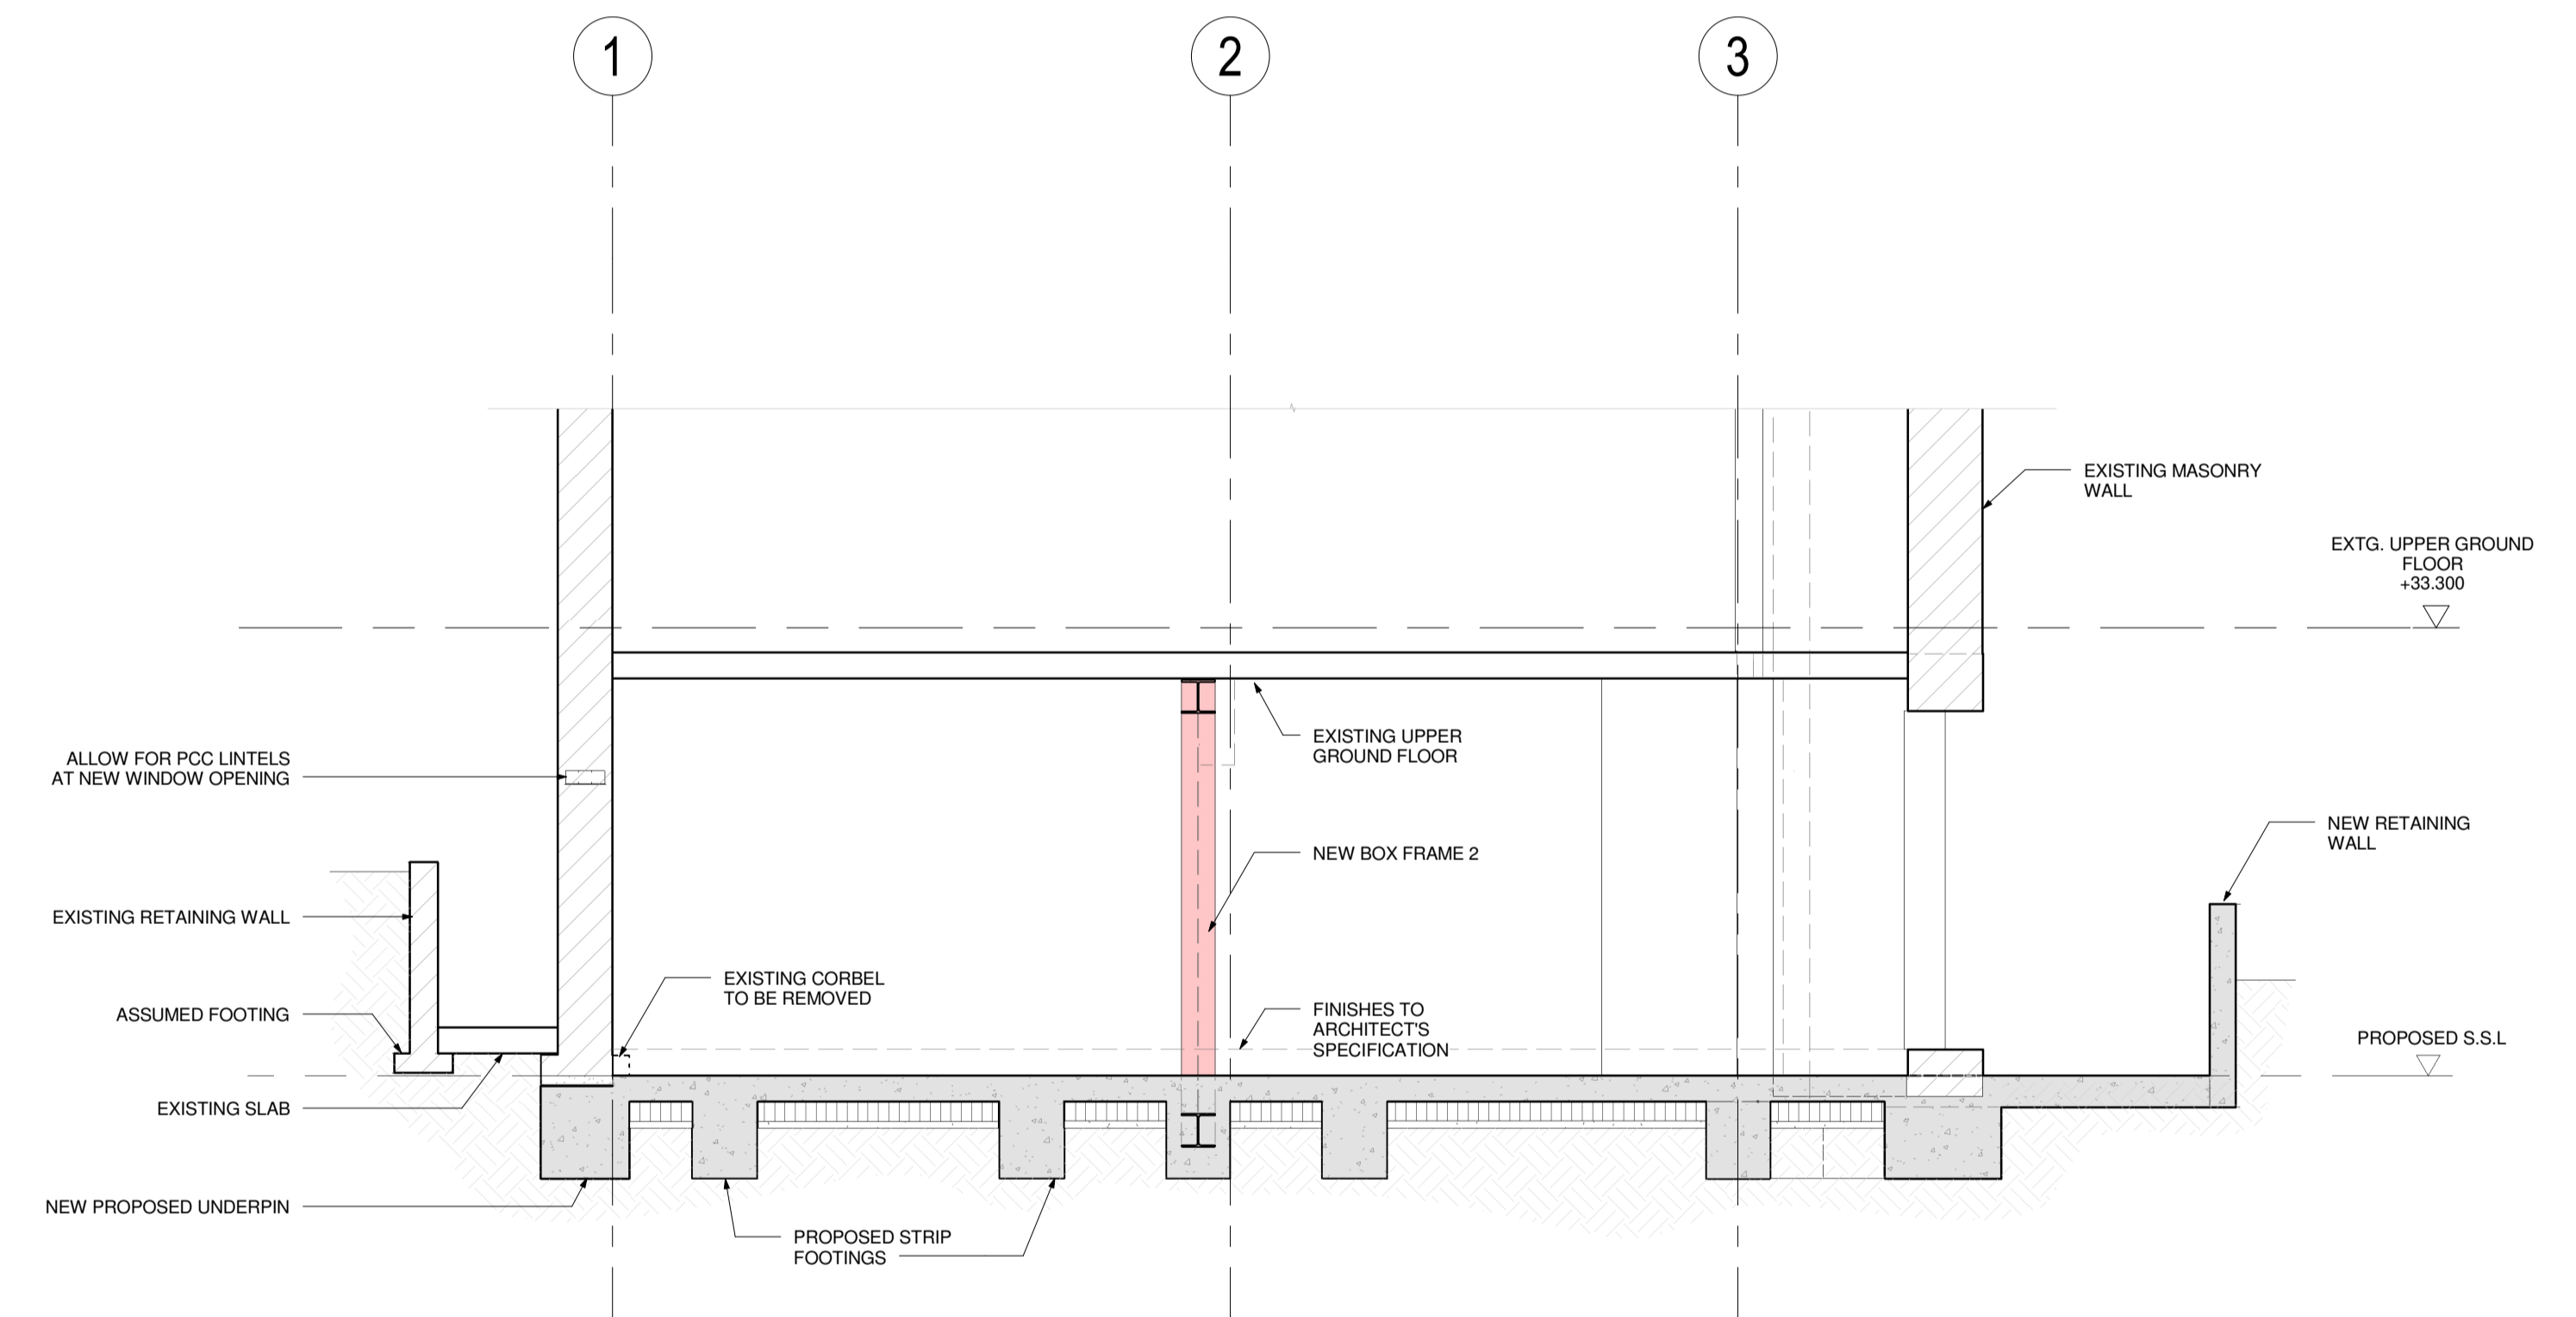 1
2
3
EXISTING MASONRY
WALL
EXTG. UPPER GROUND
FLOOR
+33.300
EXISTING UPPER
GROUND FLOOR
ALLOW FOR PCC LINTELS
AT NEW WINDOW OPENING
NEW RETAINING
WALL
NEW BOX FRAME 2
EXISTING RETAINING WALL
EXISTING CORBEL
TO BE REMOVED
FINISHES TO
ARCHITECT'S
SPECIFICATION
ASSUMED FOOTING
PROPOSED S.S.L
EXISTING SLAB
NEW PROPOSED UNDERPIN
PROPOSED STRIP
FOOTINGS